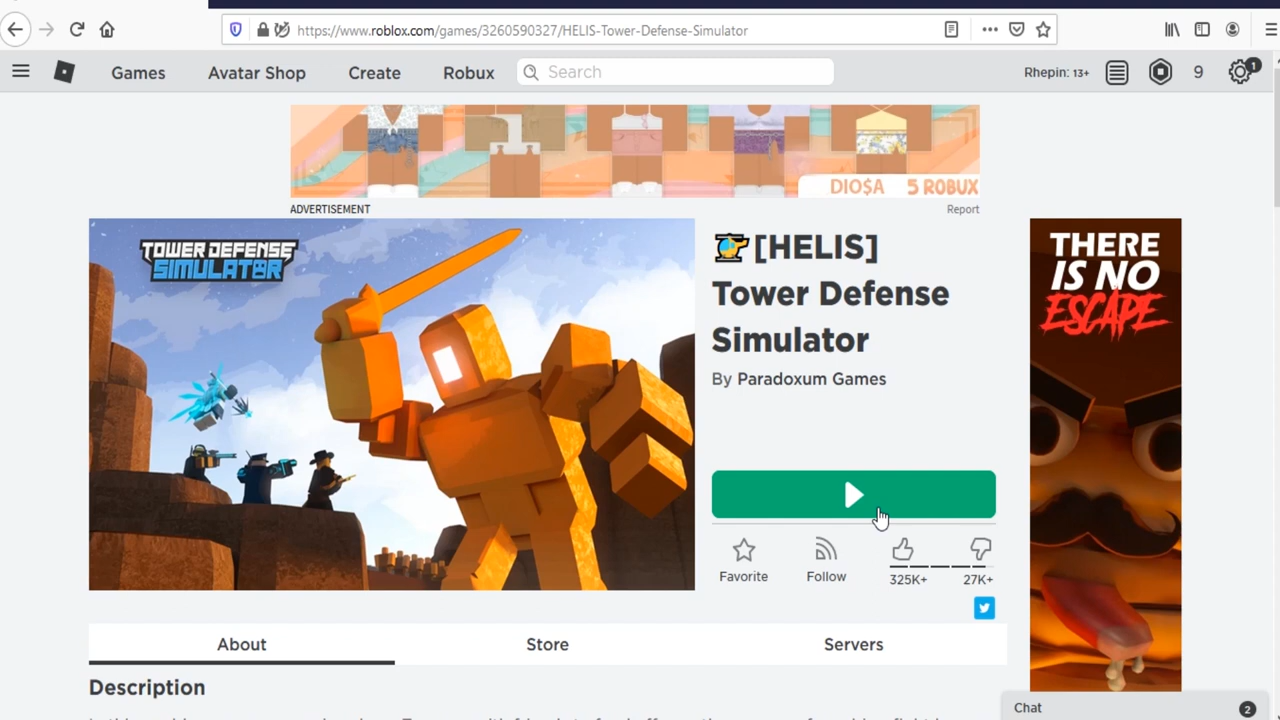 https://www.roblox.com/games/3260590327/HELIS-Tower-Defense-Simulator
Games
Avatar Shop
Create
Robux
Search
Rhepin: 13+
9
1
DIO$A 5 ROBUX
ADVERTISEMENT
Report
TOWER DEFENSE
SIMULATOR
[HELIS]
Tower Defense
Simulator
By Paradoxum Games
THERE
IS NO
ESCAPE
Favorite
Follow
325K+
27K+
About
Store
Servers
Description
Chat
2